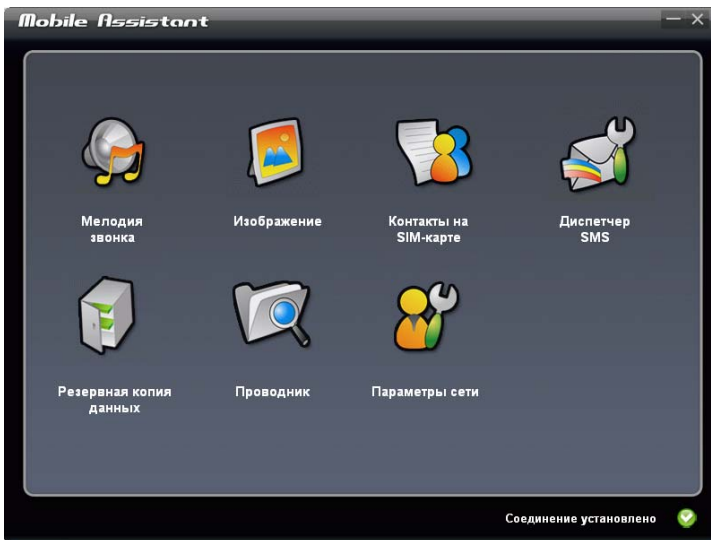 Mobile Assistant
Мелодия
звонка
Изображение
Контакты на
SIM-карте
Диспетчер
SMS
Резервная копия
данных
Проводник
Параметры сети
Соединение установлено